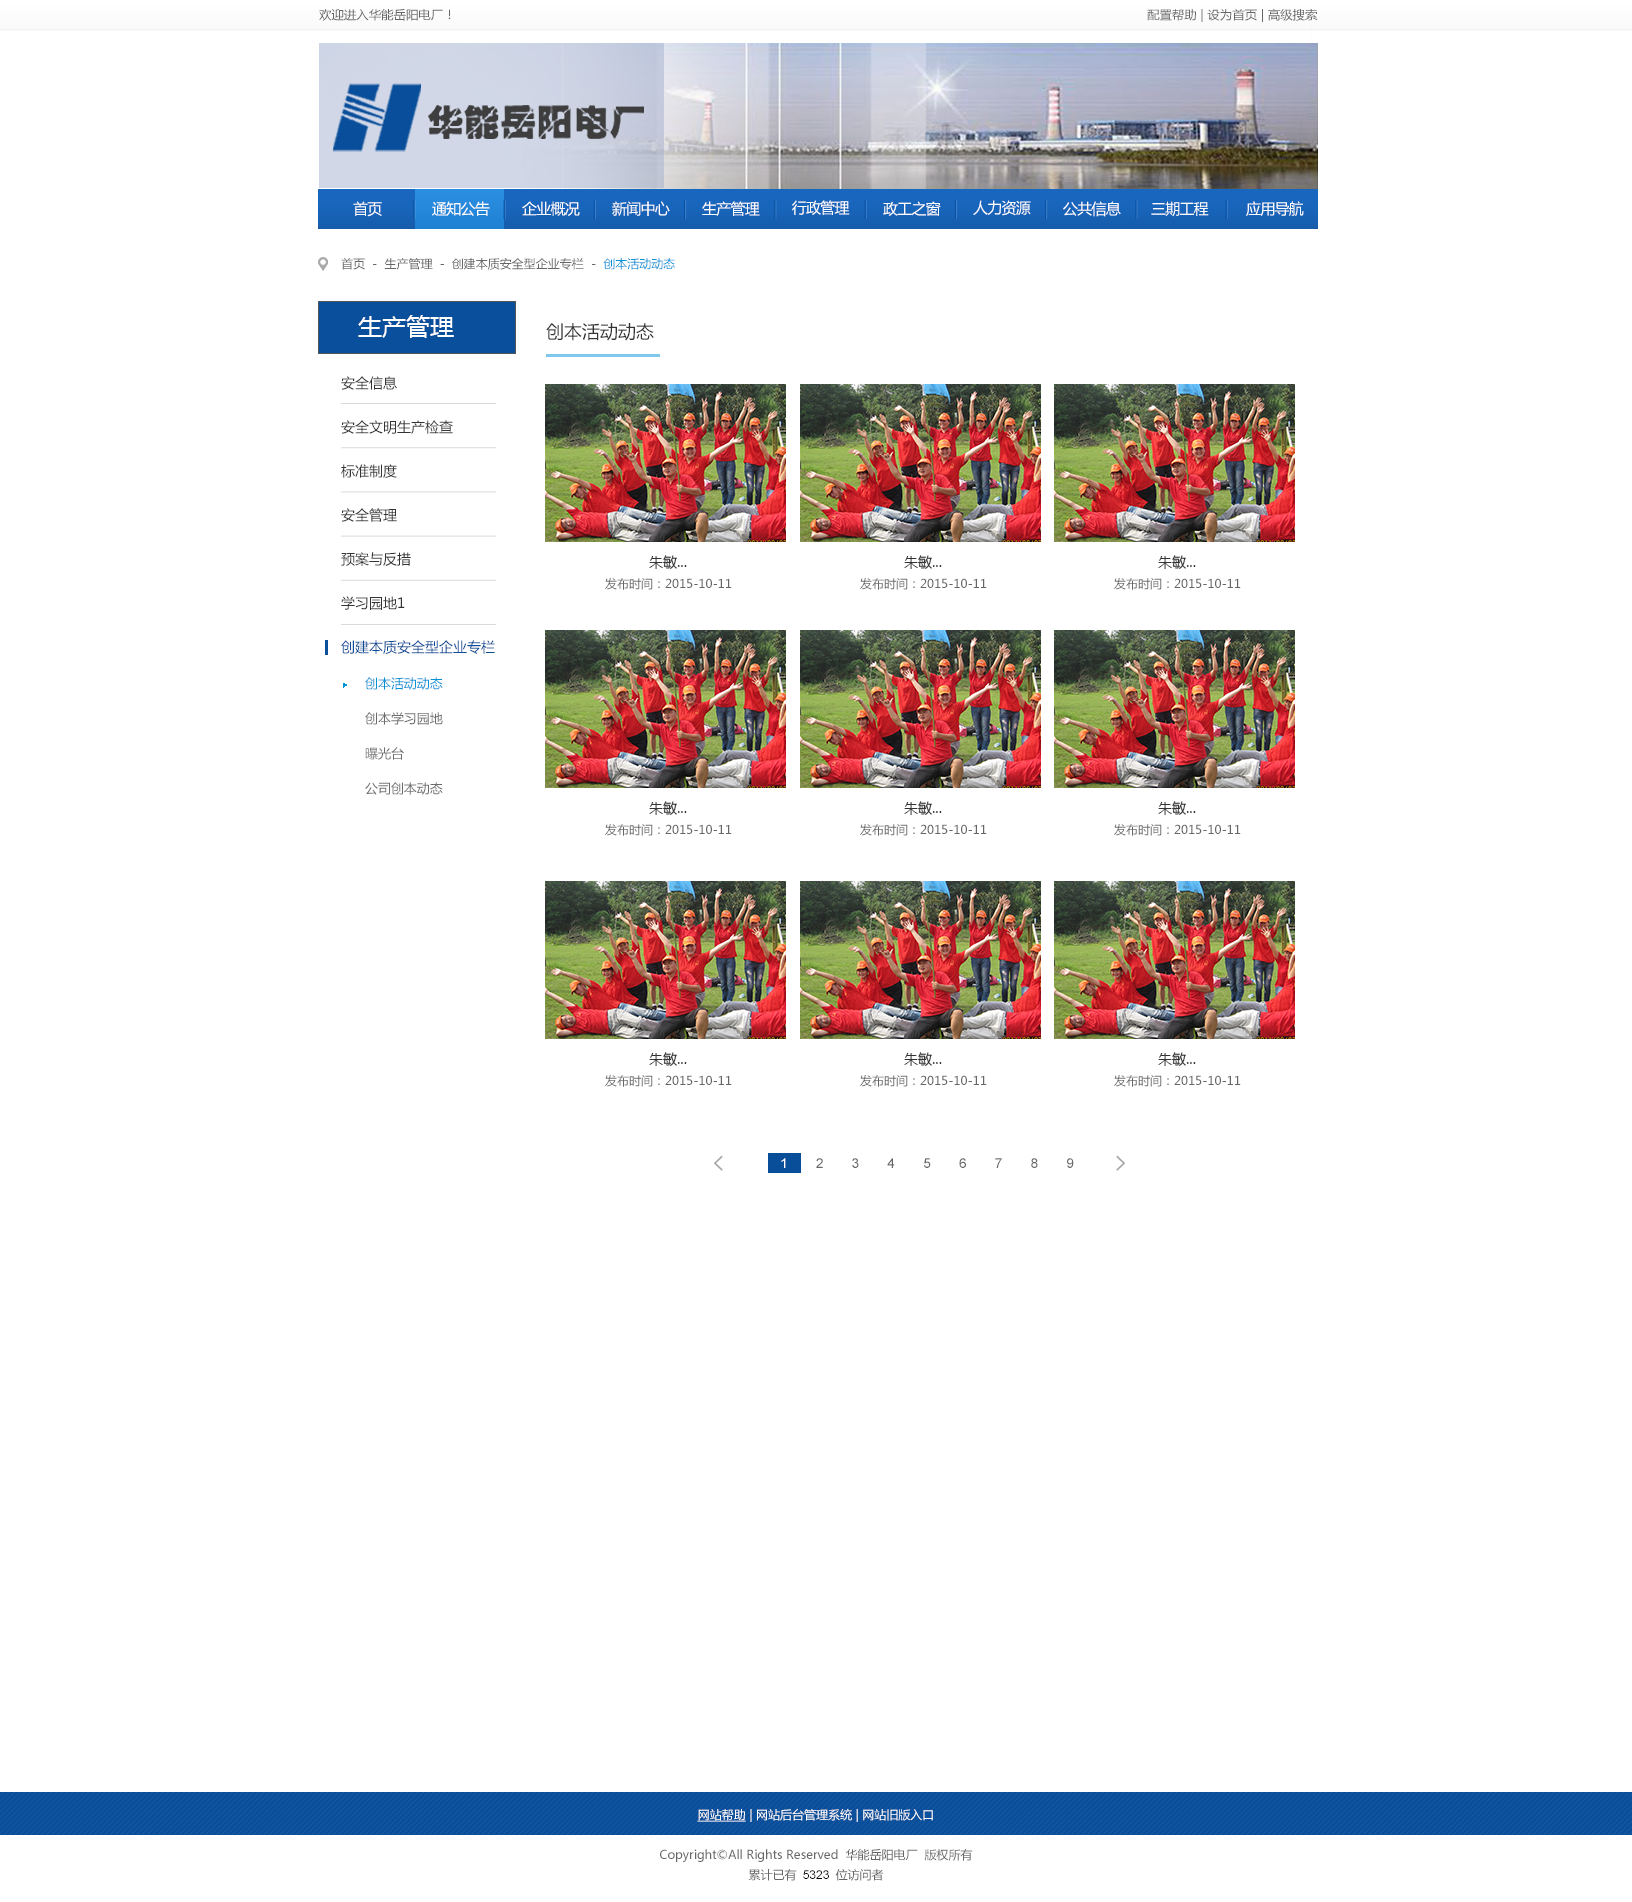 欢迎进入华能岳阳电厂！
配置帮助 | 设为首页 | 高级搜索
华能岳阳电厂
首页 通知公告 企业概况 新闻中心 生产管理 行政管理 政工之窗 人力资源 公共信息 三期工程 应用导航
首页 - 生产管理 - 创建本质安全型企业专栏 - 创本活动动态
生产管理
安全信息
安全文明生产检查
标准制度
安全管理
预案与反措
学习园地1
创建本质安全型企业专栏
创本活动动态
创本学习园地
曝光台
公司创本动态
创本活动动态
朱敏... 朱敏... 朱敏...
发布时间：2015-10-11 发布时间：2015-10-11 发布时间：2015-10-11
朱敏... 朱敏... 朱敏...
发布时间：2015-10-11 发布时间：2015-10-11 发布时间：2015-10-11
朱敏... 朱敏... 朱敏...
发布时间：2015-10-11 发布时间：2015-10-11 发布时间：2015-10-11
1 2 3 4 5 6 7 8 9
网站帮助 | 网站后台管理系统 | 网站旧版入口
Copyright©All Rights Reserved 华能岳阳电厂 版权所有
累计已有 5323 位访问者